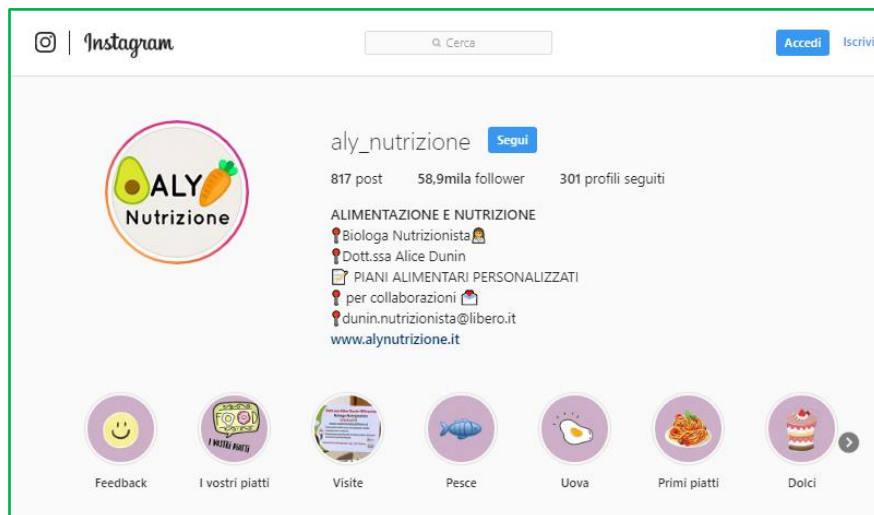 Instagram
Cerca
Accedi
Iscrivi
ALY
Nutrizione
aly_nutrizione Segui
817 post 58,9mila follower 301 profili seguiti
ALIMENTAZIONE E NUTRIZIONE
Biologa Nutrizionista
Dott.ssa Alice Dunin
PIANI ALIMENTARI PERSONALIZZATI
per collaborazioni
dunin.nutrizionista@libero.it
www.alynutrizione.it
FOOD
I VOSTRI PIATTI
Feedback I vostri piatti Visite Pesce Uova Primi piatti Dolci